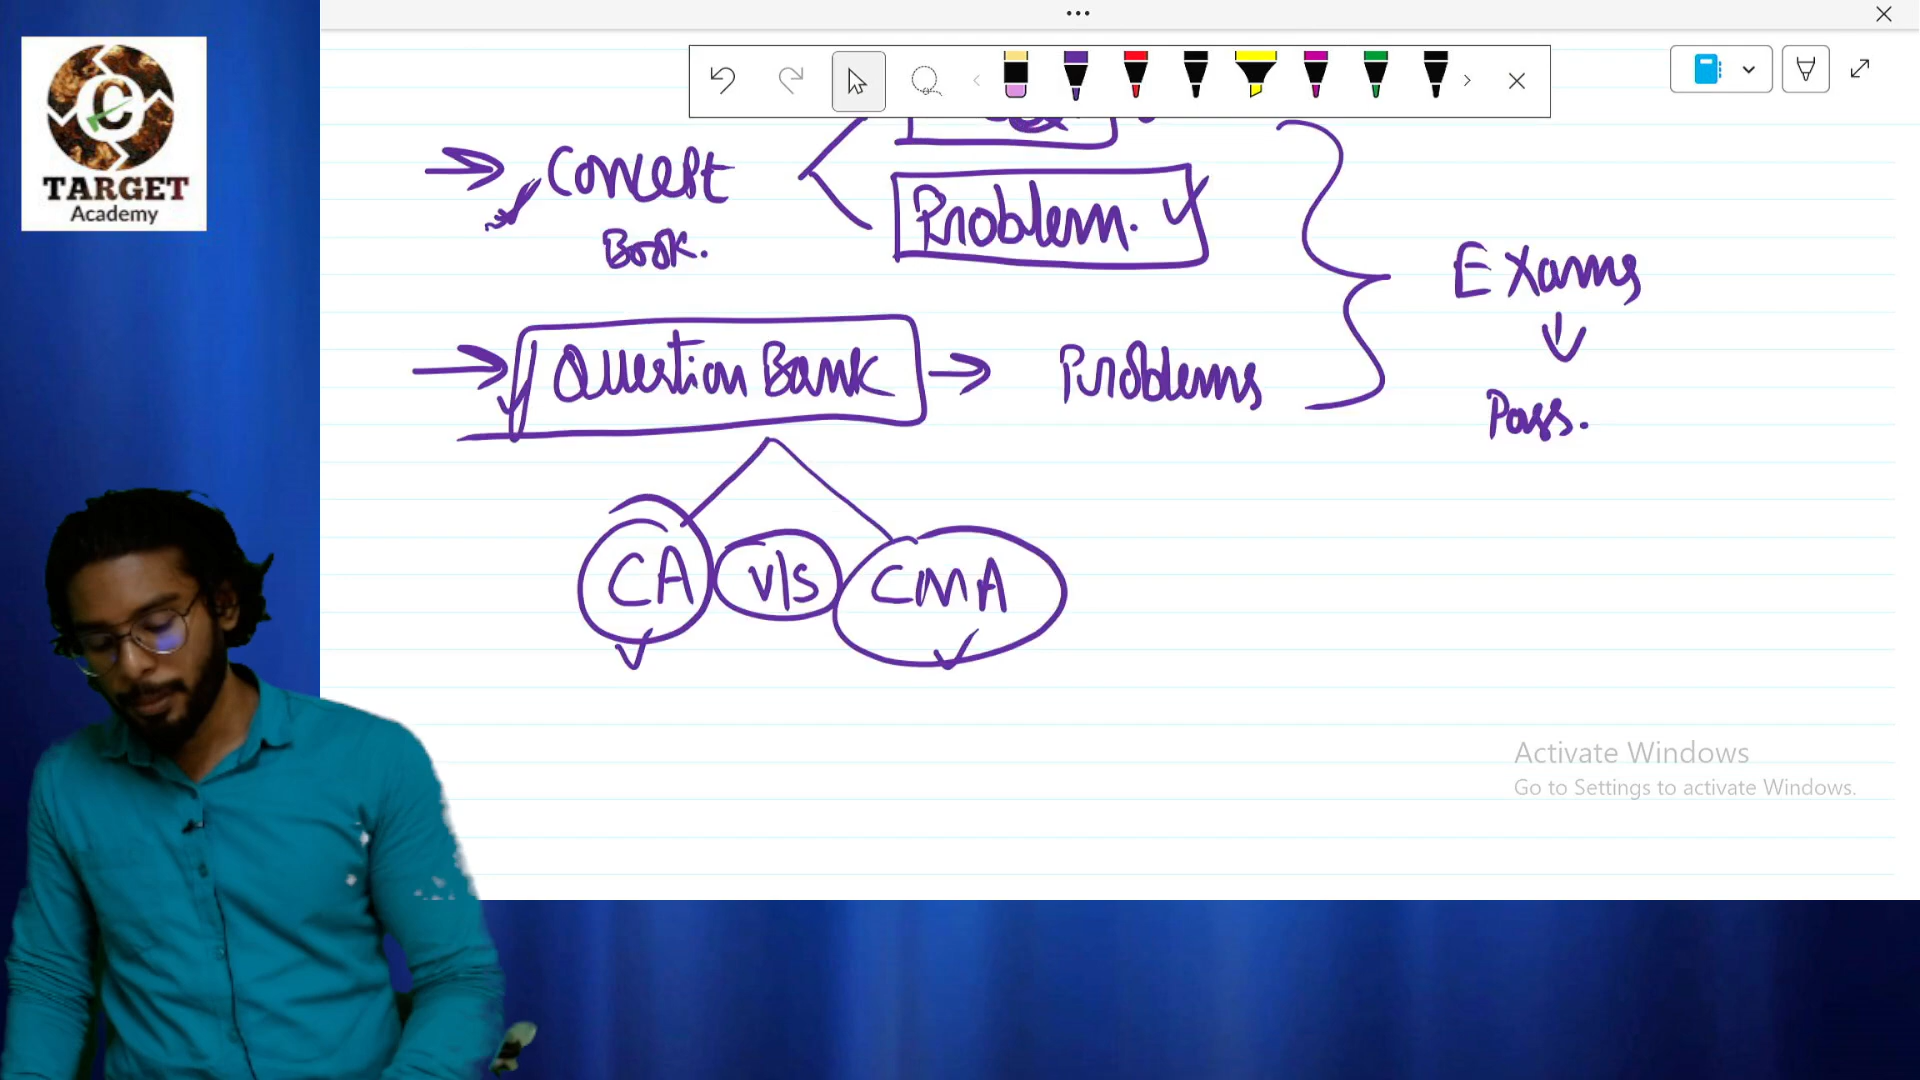 TARGET
Academy
Concept
Book.
Problem.
Question Bank
Problems
Exams
Pass.
CA
v/s
CMA
Activate Windows
Go to Settings to activate Windows.